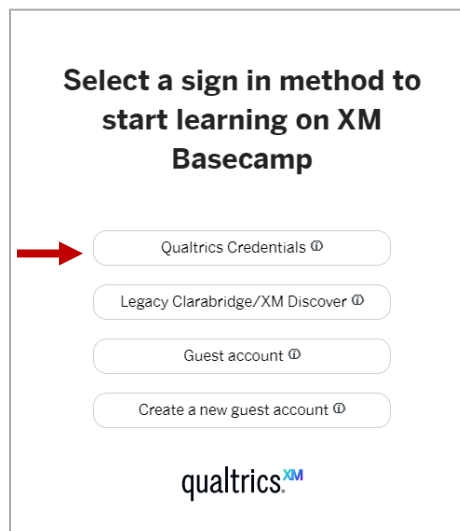 Select a sign in method to
start learning on XM
Basecamp
Qualtrics Credentials ⓘ
Legacy Clarabridge/XM Discover ⓘ
Guest account ⓘ
Create a new guest account ⓘ
qualtrics.XM